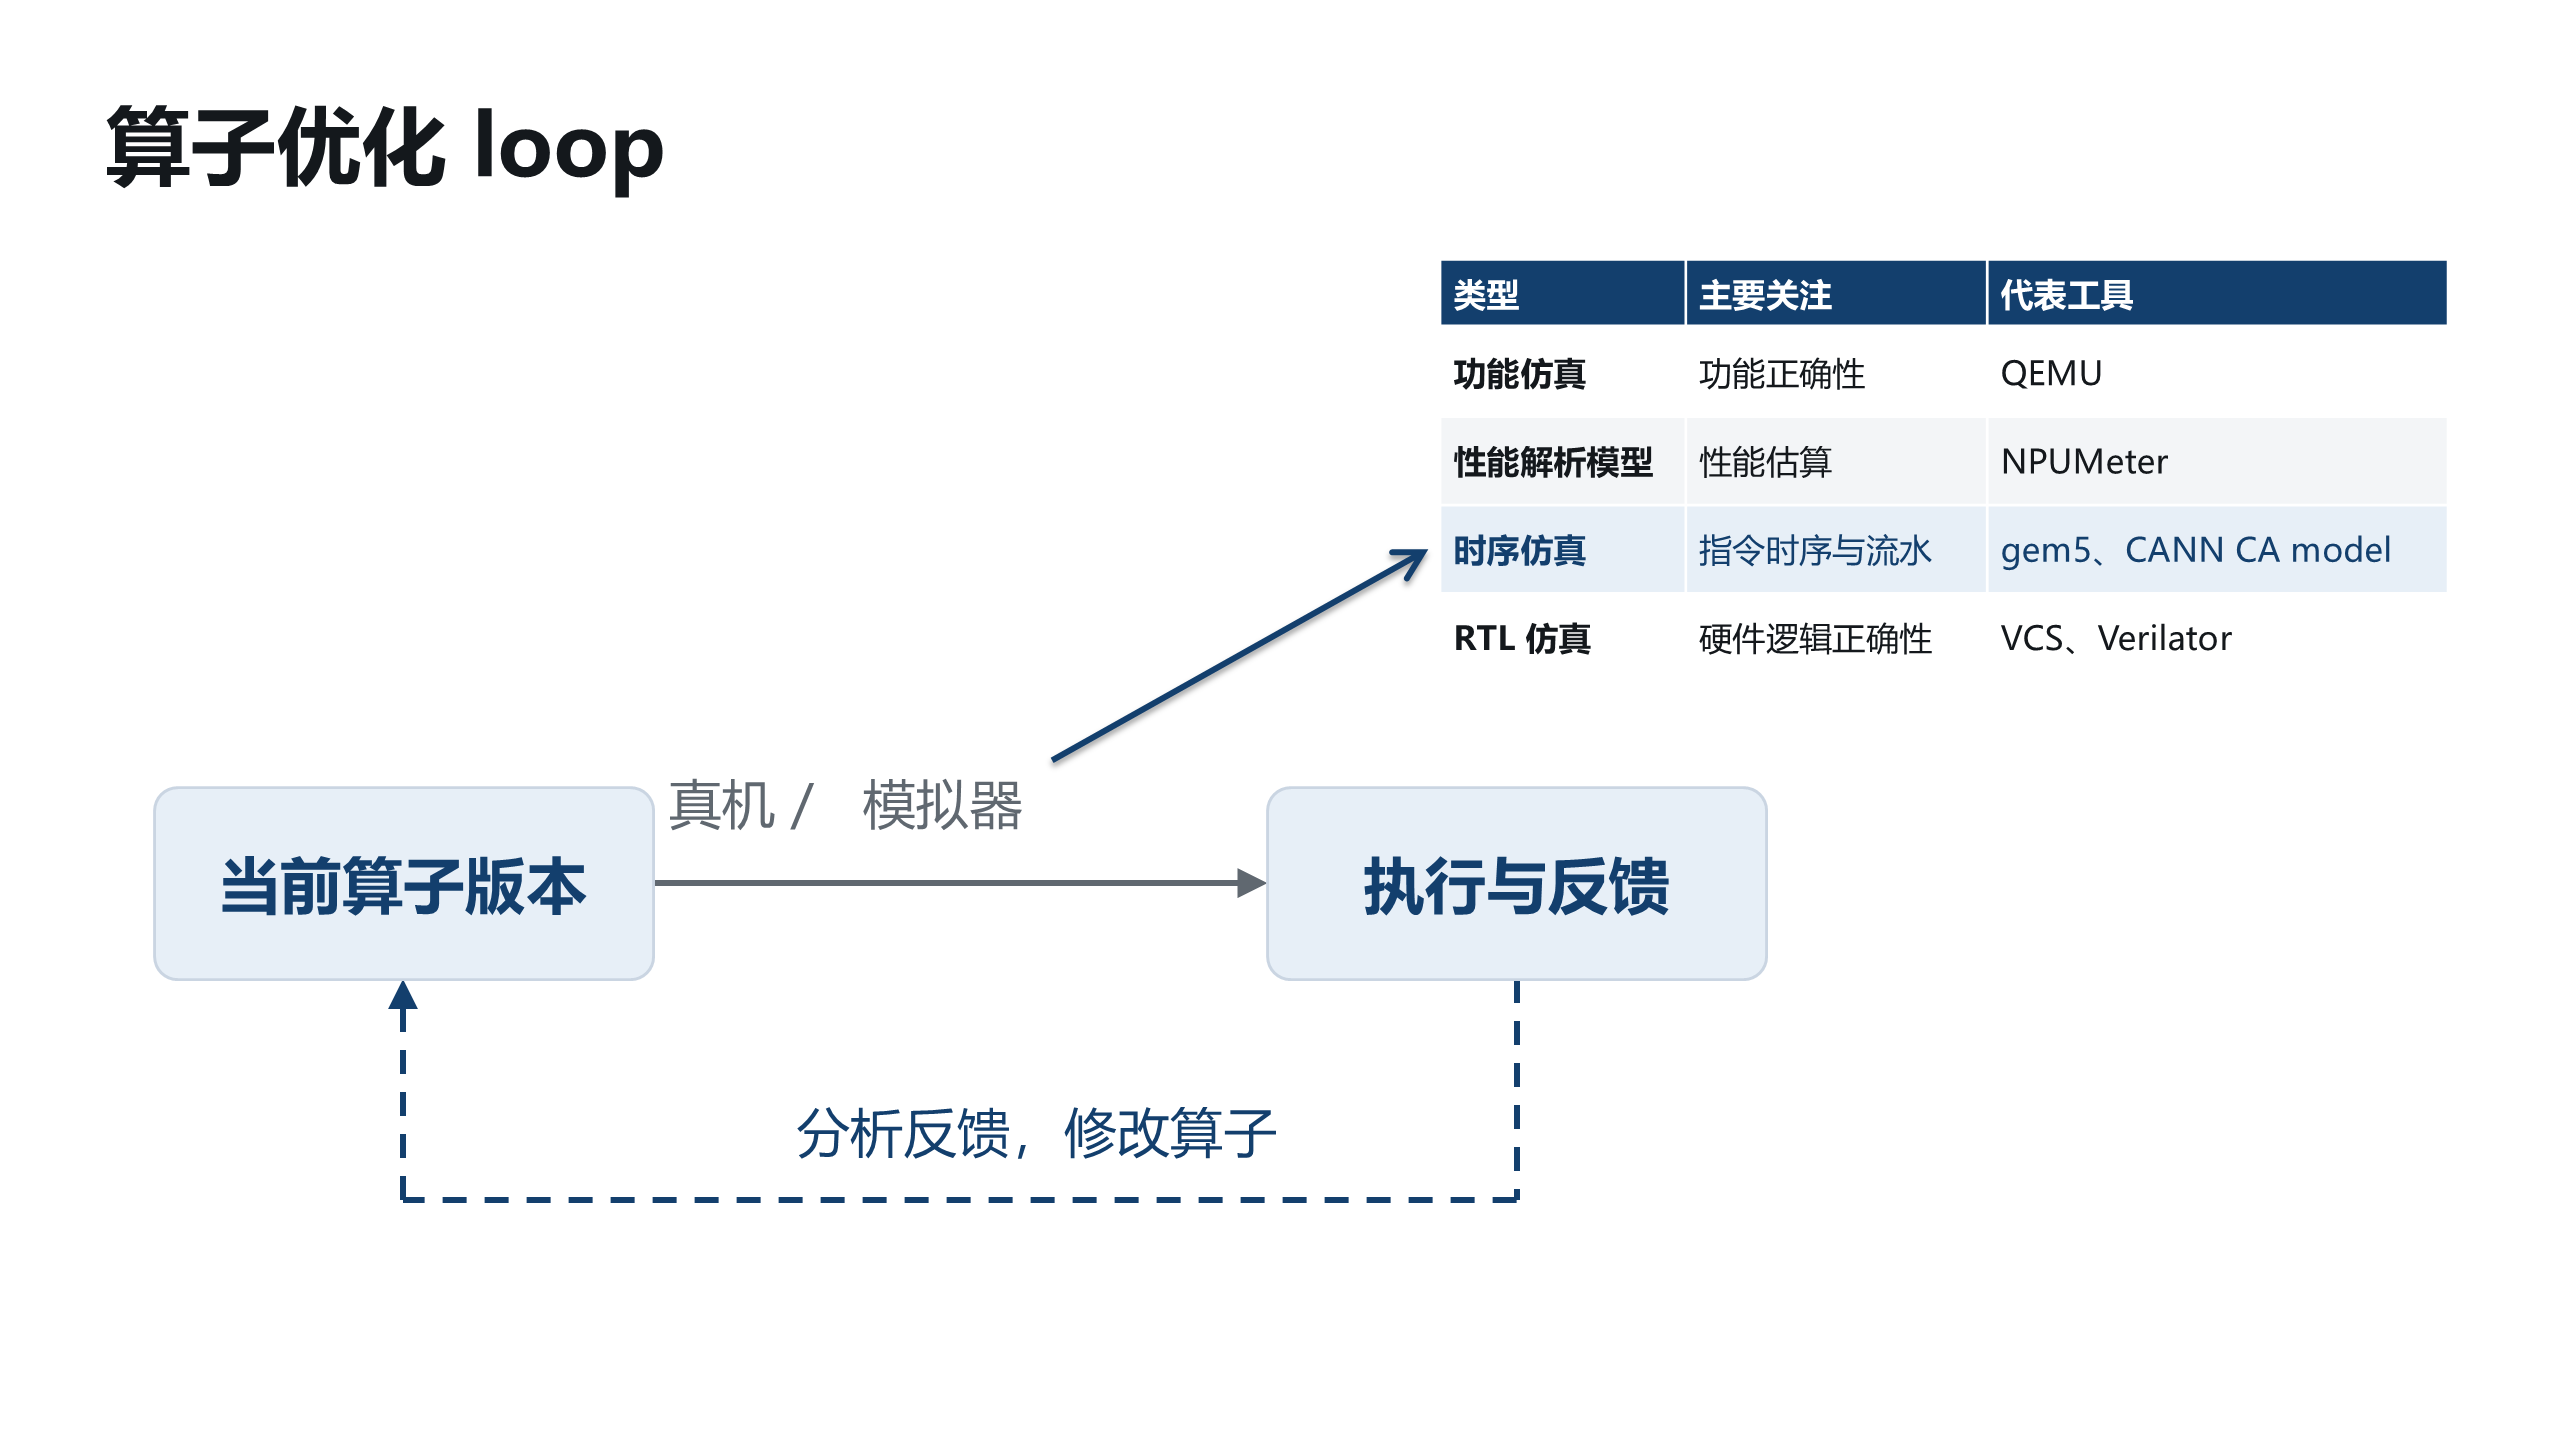 算子优化 loop
类型 主要关注 代表工具
功能仿真 功能正确性 QEMU
性能解析模型 性能估算 NPUMeter
时序仿真 指令时序与流水 gem5、CANN CA model
RTL 仿真 硬件逻辑正确性 VCS、Verilator
真机 / 模拟器
当前算子版本
执行与反馈
分析反馈，修改算子